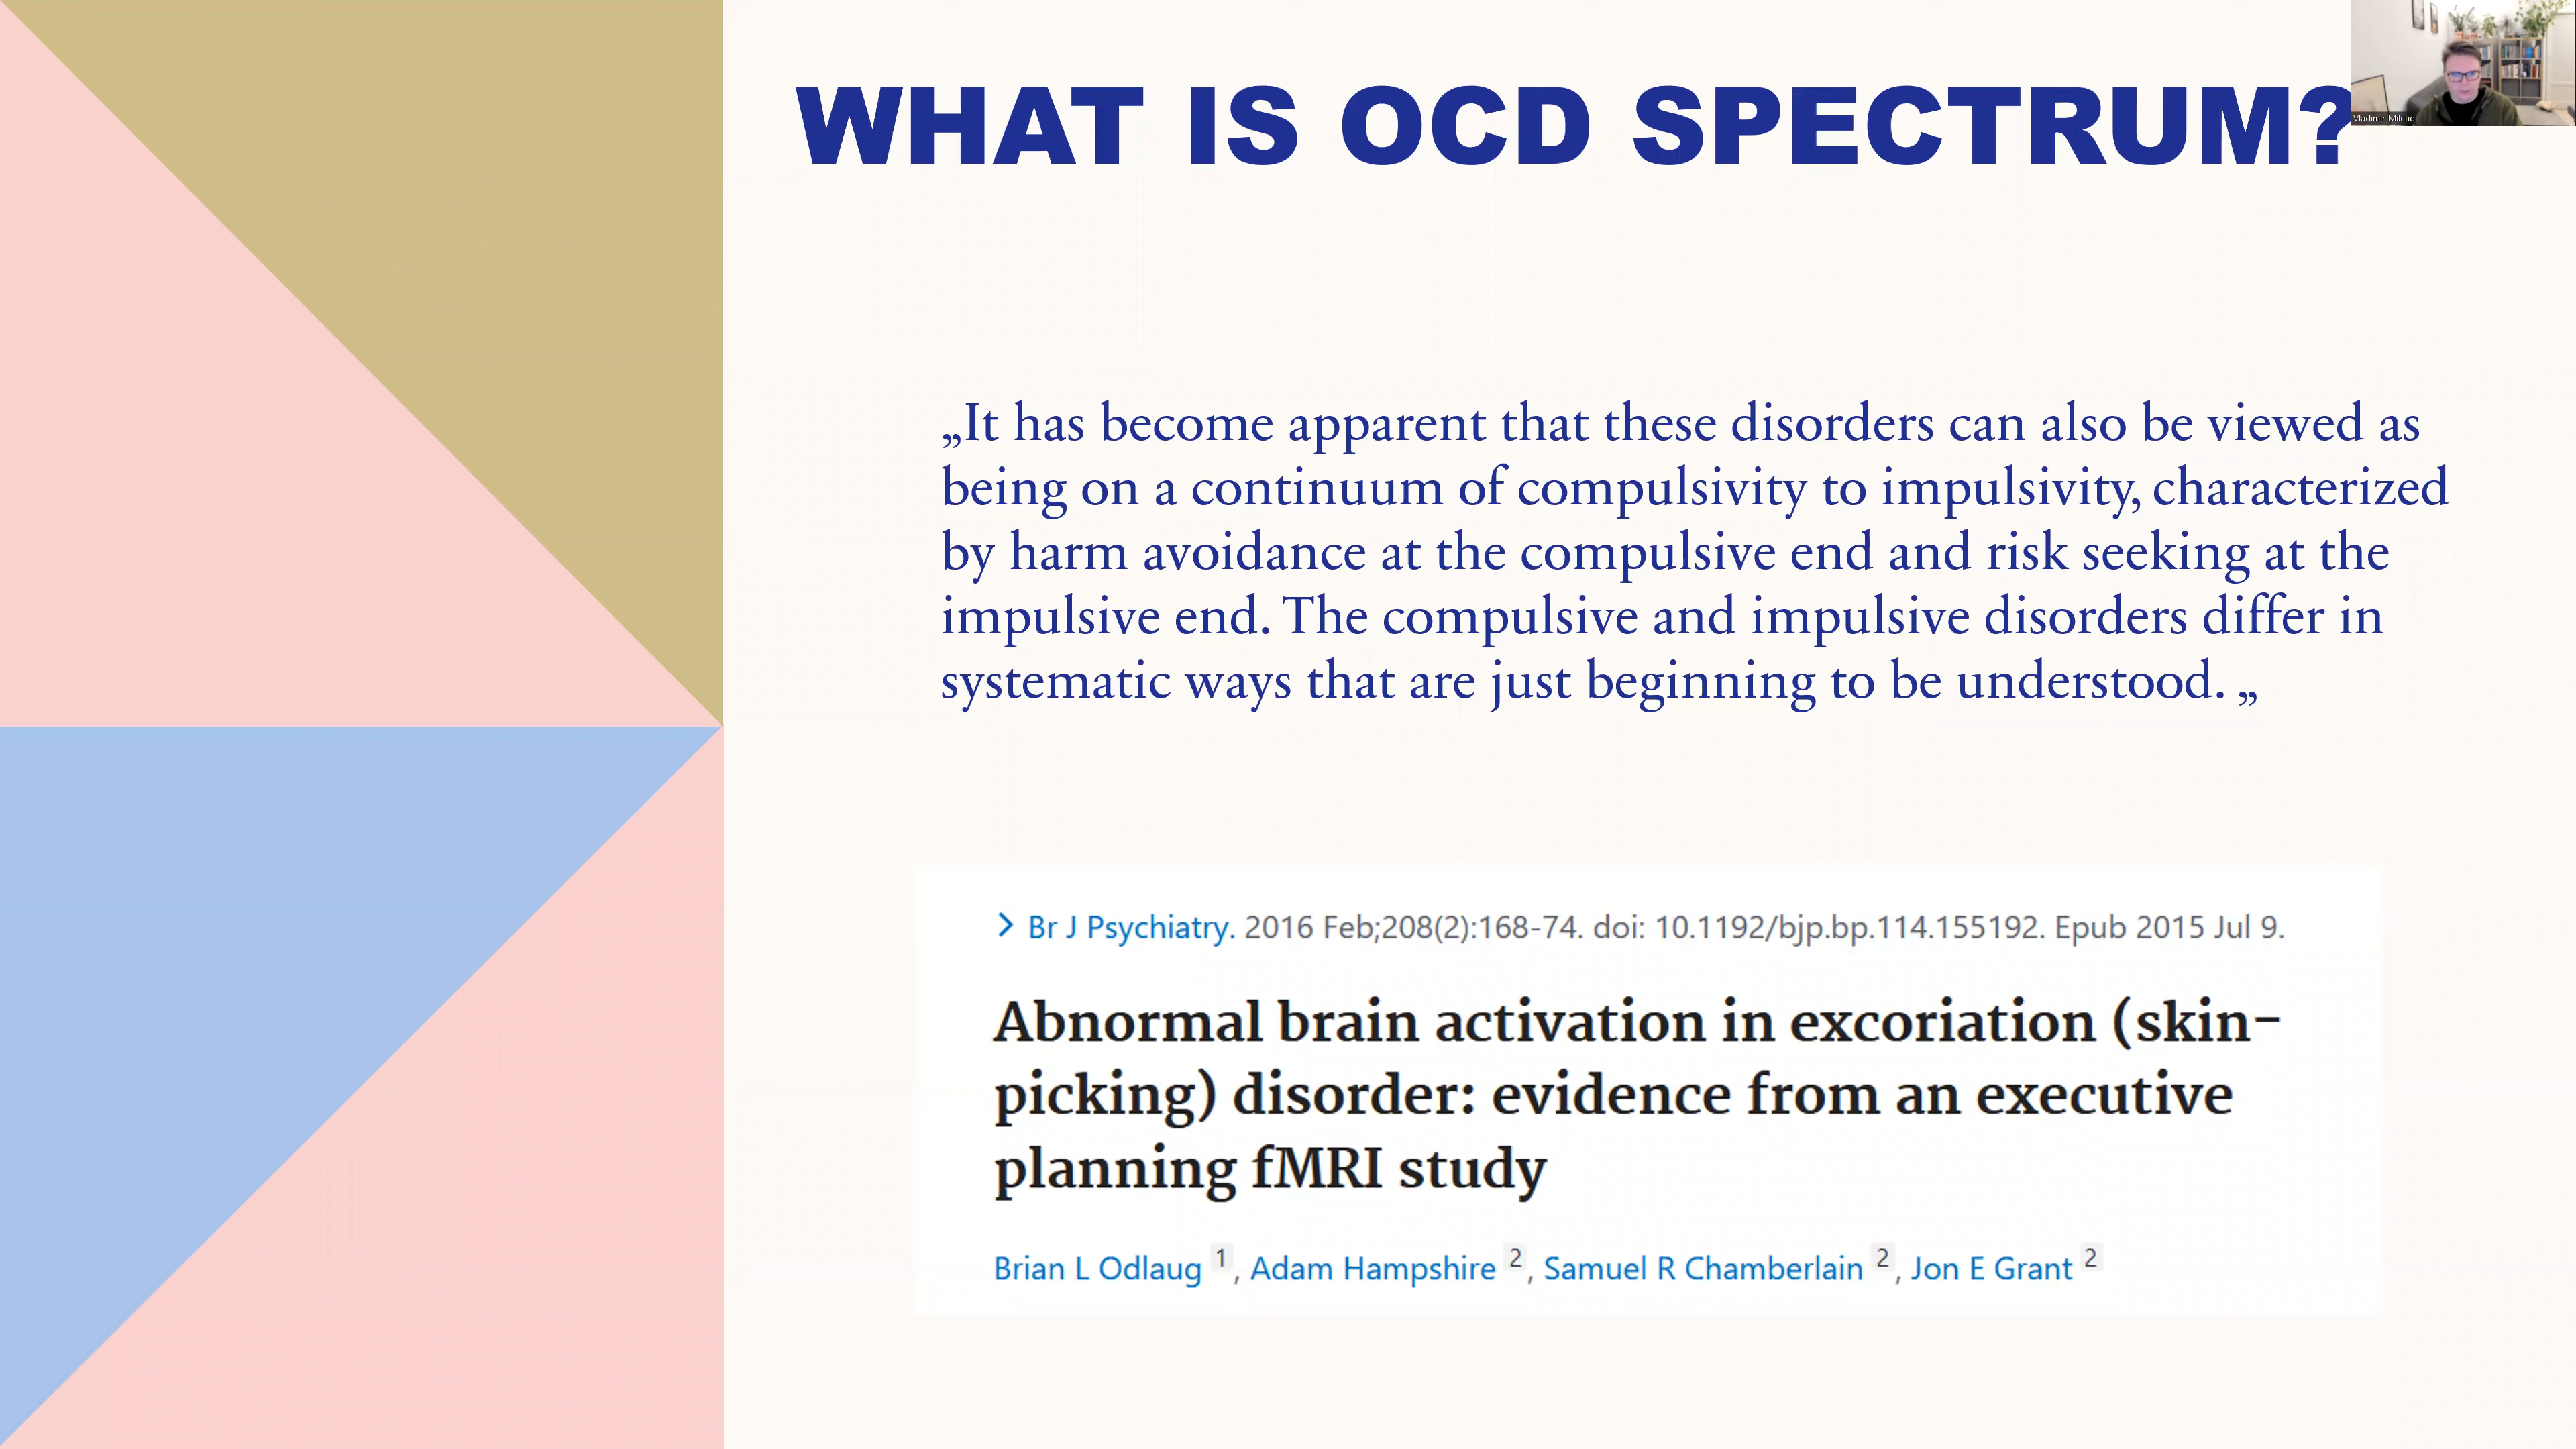 WHAT IS OCD SPECTRUM?
Vladimir Miletic
„It has become apparent that these disorders can also be viewed as
being on a continuum of compulsivity to impulsivity, characterized
by harm avoidance at the compulsive end and risk seeking at the
impulsive end. The compulsive and impulsive disorders differ in
systematic ways that are just beginning to be understood. „
> Br J Psychiatry. 2016 Feb;208(2):168-74. doi: 10.1192/bjp.bp.114.155192. Epub 2015 Jul 9.
Abnormal brain activation in excoriation (skin-
picking) disorder: evidence from an executive
planning fMRI study
Brian L Odlaug 1, Adam Hampshire 2, Samuel R Chamberlain 2, Jon E Grant 2